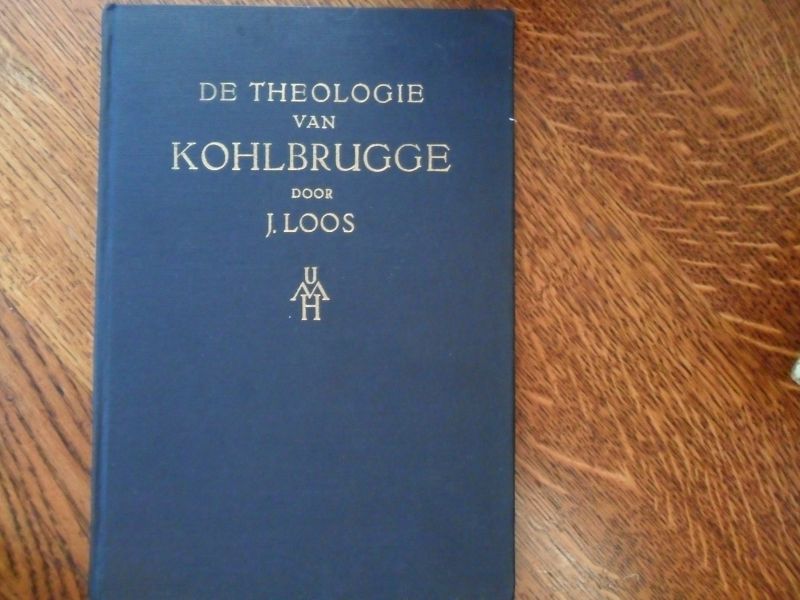 DE THEOLOGIE
VAN
KOHLBRUGGE
DOOR
J. LOOS
U
M
H